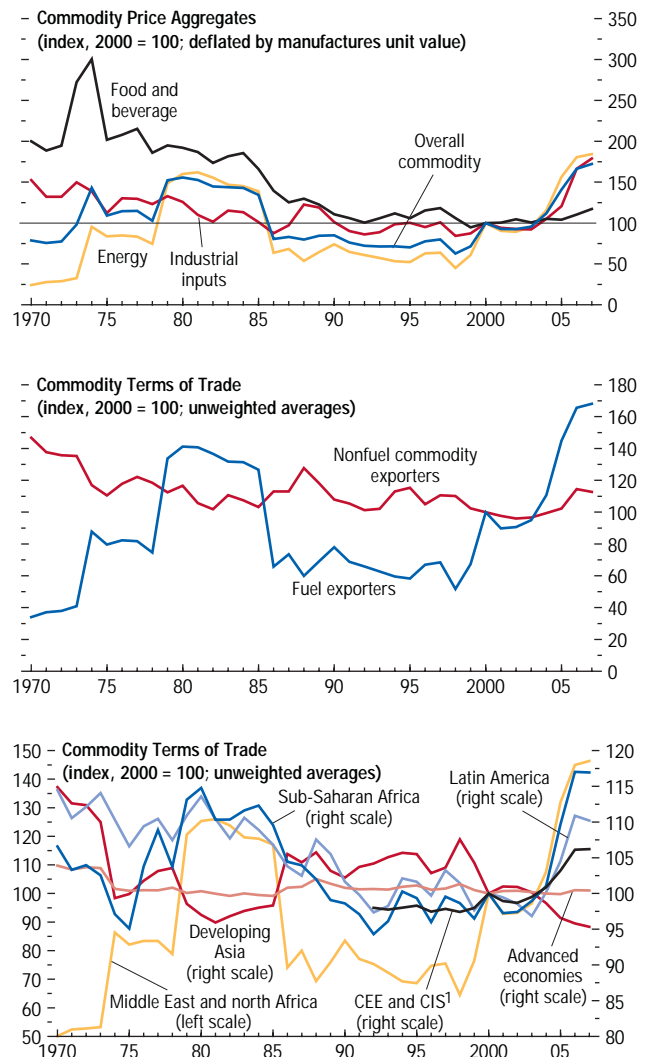 Commodity Price Aggregates
(index, 2000 = 100; deflated by manufactures unit value)
350
300
250
200
150
100
50
0
Food and
beverage
Overall
commodity
Energy
Industrial
inputs
1970 75 80 85 90 95 2000 05
Commodity Terms of Trade
(index, 2000 = 100; unweighted averages)
180
160
140
120
100
80
60
40
20
0
Nonfuel commodity
exporters
Fuel exporters
1970 75 80 85 90 95 2000 05
Commodity Terms of Trade
(index, 2000 = 100; unweighted averages)
150
140
130
120
110
100
90
80
70
60
50
120
115
110
105
100
95
90
85
80
Latin America
(right scale)
Sub-Saharan Africa
(right scale)
Developing
Asia
(right scale)
Middle East and north Africa
(left scale)
CEE and CIS1
(right scale)
Advanced
economies
(right scale)
1970 75 80 85 90 95 2000 05